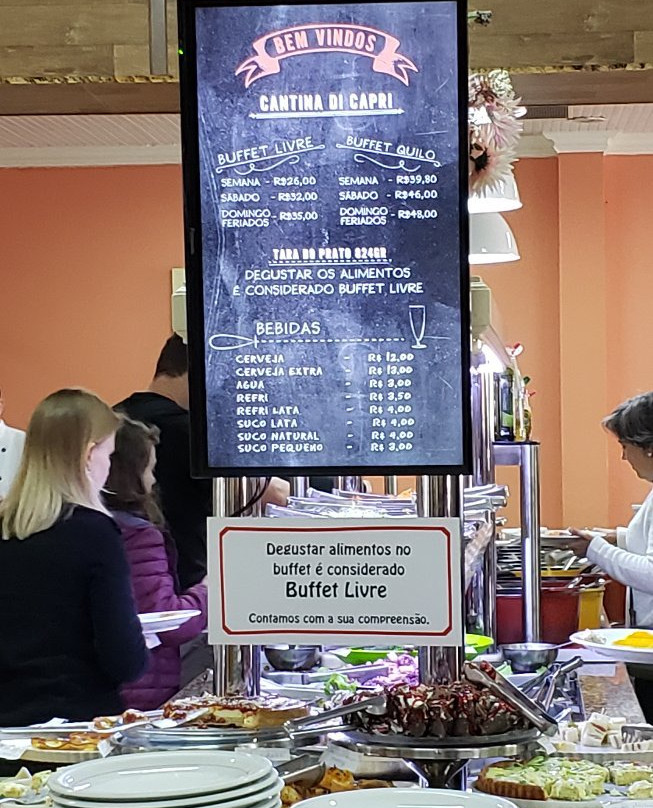 BEM VINDOS
CANTINA DI CAPRI
BUFFET LIVRE
SEMANA - R$26,00
SÁBADO - R$32,00
DOMINGO FERIADOS - R$35,00
BUFFET QUILO
SEMANA - R$39,80
SÁBADO - R$46,00
DOMINGO FERIADOS - R$48,00
TARA DO PRATO 824GR
DEGUSTAR OS ALIMENTOS
É CONSIDERADO BUFFET LIVRE
BEBIDAS
CERVEJA - R$ 12,00
CERVEJA EXTRA - R$ 13,00
AGUA - R$ 3,00
REFRI - R$ 3,50
REFRI LATA - R$ 4,00
SUCO LATA - R$ 4,00
SUCO NATURAL - R$ 4,00
SUCO PEQUENO - R$ 3,00
Degustar alimentos no
buffet é considerado
Buffet Livre
Contamos com a sua compreensão.